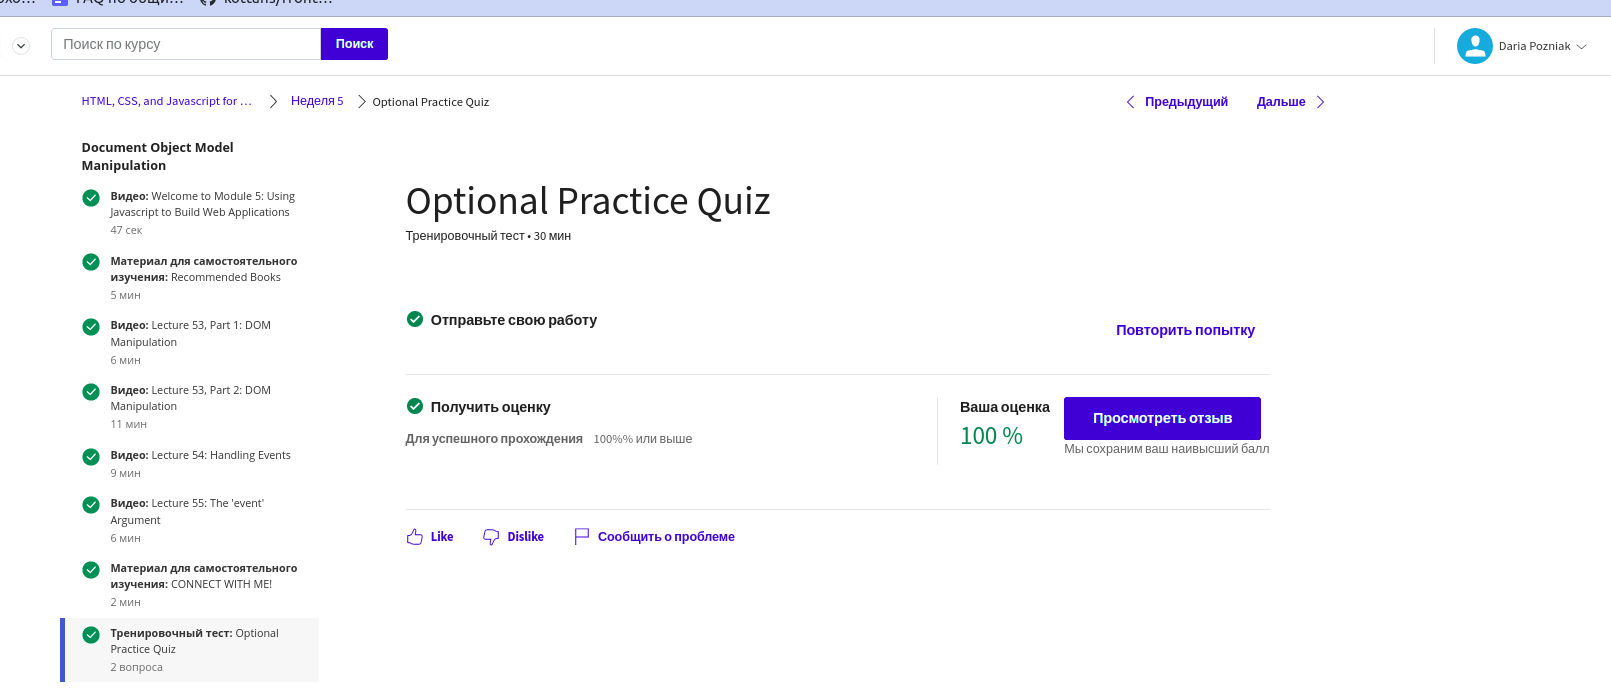 FAQ по общи...
kottans/front...
Поиск по курсу
Поиск
Daria Pozniak
HTML, CSS, and Javascript for …
Неделя 5
Optional Practice Quiz
Предыдущий
Дальше
Document Object Model
Manipulation
Видео: Welcome to Module 5: Using
Javascript to Build Web Applications
47 сек
Материал для самостоятельного
изучения: Recommended Books
5 мин
Видео: Lecture 53, Part 1: DOM
Manipulation
6 мин
Видео: Lecture 53, Part 2: DOM
Manipulation
11 мин
Видео: Lecture 54: Handling Events
9 мин
Видео: Lecture 55: The 'event'
Argument
6 мин
Материал для самостоятельного
изучения: CONNECT WITH ME!
2 мин
Тренировочный тест: Optional
Practice Quiz
2 вопроса
Optional Practice Quiz
Тренировочный тест • 30 мин
Отправьте свою работу
Повторить попытку
Получить оценку
Для успешного прохождения 100%% или выше
Ваша оценка
100 %
Просмотреть отзыв
Мы сохраним ваш наивысший балл
Like
Dislike
Сообщить о проблеме